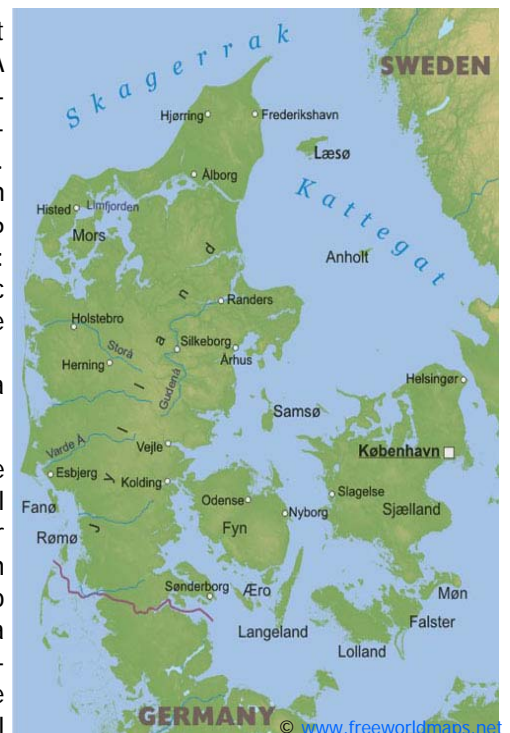 Skagerrak
SWEDEN
Hjørring
Frederikshavn
Læsø
Ålborg
Kattegat
Histed
Limfjorden
Mors
Anholt
Randers
Holstebro
Storå
Silkeborg
Århus
Herning
Gudenå
Jylland
Helsingør
Samsø
Varde Å
Vejle
København
Esbjerg
Kolding
Odense
Nyborg
Slagelse
Sjælland
Fanø
Fyn
Rømø
Sønderborg
Ærø
Møn
Langeland
Falster
Lolland
GERMANY
© www.freeworldmaps.net